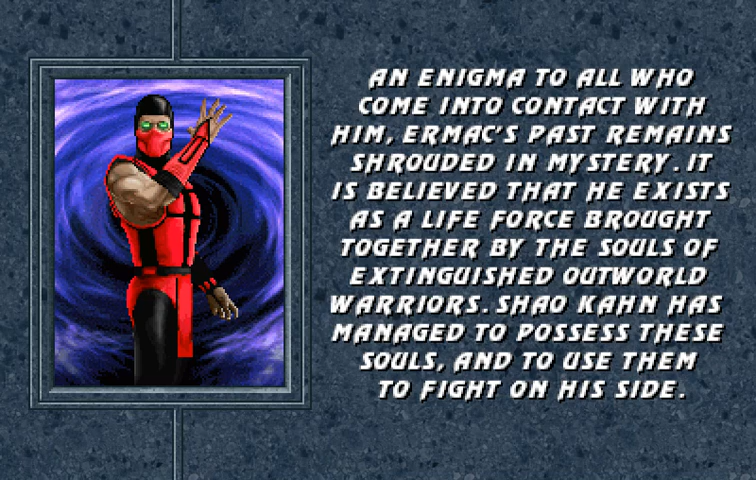 AN ENIGMA TO ALL WHO
COME INTO CONTACT WITH
HIM, ERMAC'S PAST REMAINS
SHROUDED IN MYSTERY. IT
IS BELIEVED THAT HE EXISTS
AS A LIFE FORCE BROUGHT
TOGETHER BY THE SOULS OF
EXTINGUISHED OUTWORLD
WARRIORS. SHAO KAHN HAS
MANAGED TO POSSESS THESE
SOULS, AND TO USE THEM
TO FIGHT ON HIS SIDE.